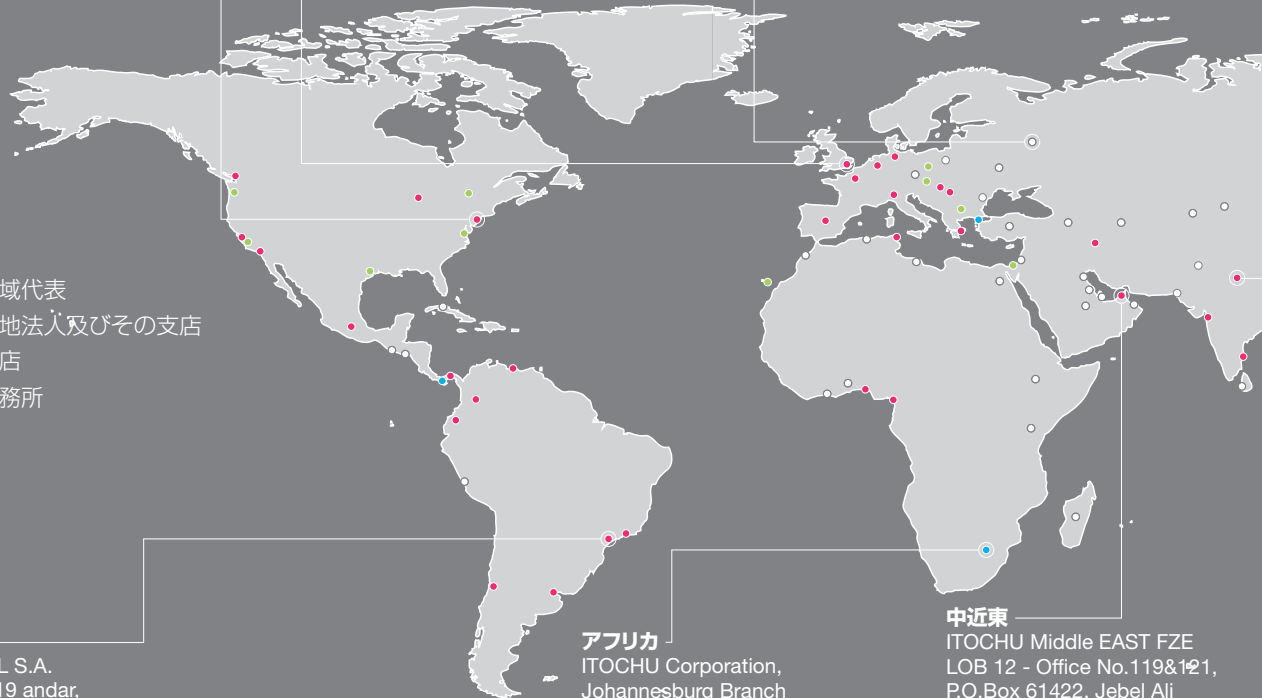 域代表
地法人及びその支店
店
務所
L S.A.
19 andar,
アフリカ
ITOCHU Corporation,
Johannesburg Branch
中近東
ITOCHU Middle EAST FZE
LOB 12 - Office No.119&121,
P.O.Box 61422, Jebel Ali